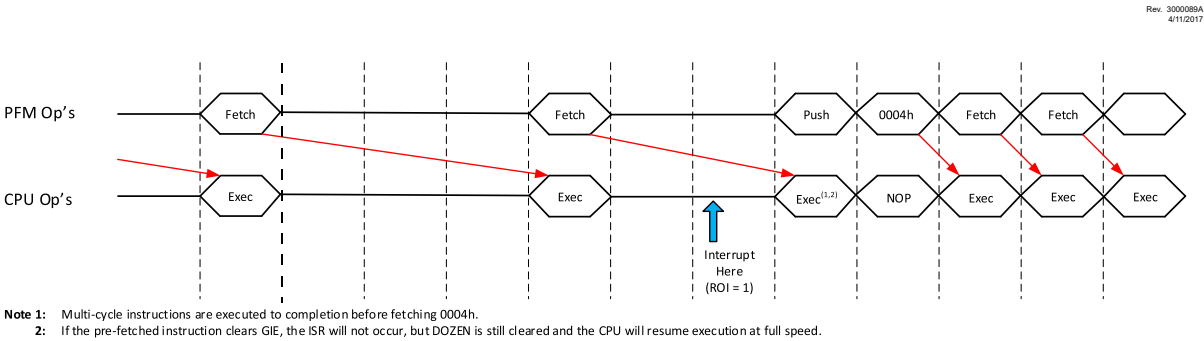 Rev. 3000089A
4/11/2017
PFM Op's
Fetch
Fetch
Push
0004h
Fetch
Fetch
CPU Op's
Exec
Exec
Exec(1,2)
NOP
Exec
Exec
Exec
Interrupt
Here
(ROI = 1)
Note 1: Multi-cycle instructions are executed to completion before fetching 0004h.
2: If the pre-fetched instruction clears GIE, the ISR will not occur, but DOZEN is still cleared and the CPU will resume execution at full speed.